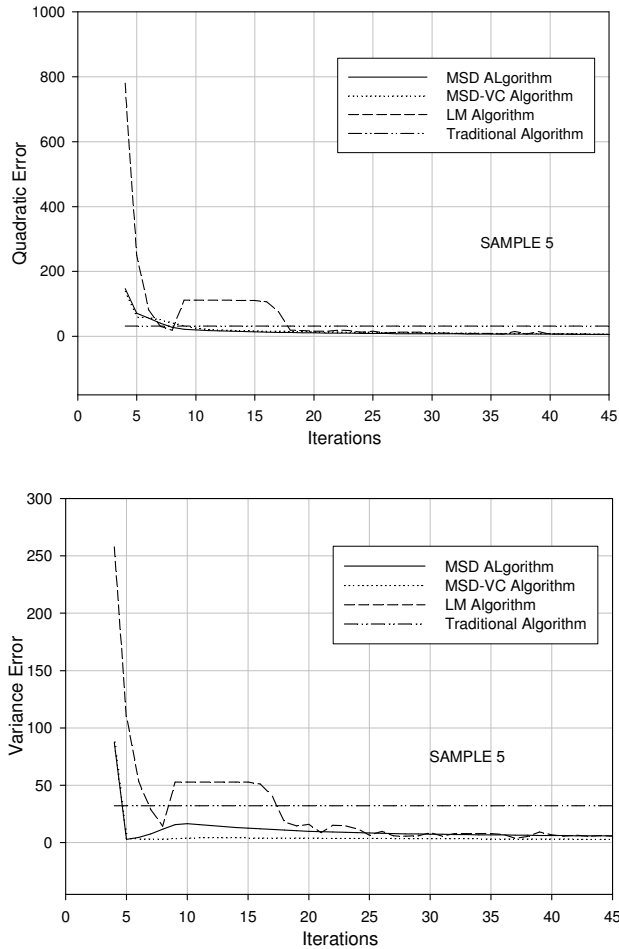 1000
800
600
400
200
0
Quadratic Error
MSD ALgorithm
MSD-VC Algorithm
LM Algorithm
Traditional Algorithm
SAMPLE 5
0 5 10 15 20 25 30 35 40 45
Iterations
300
250
200
150
100
50
0
Variance Error
MSD ALgorithm
MSD-VC Algorithm
LM Algorithm
Traditional Algorithm
SAMPLE 5
0 5 10 15 20 25 30 35 40 45
Iterations